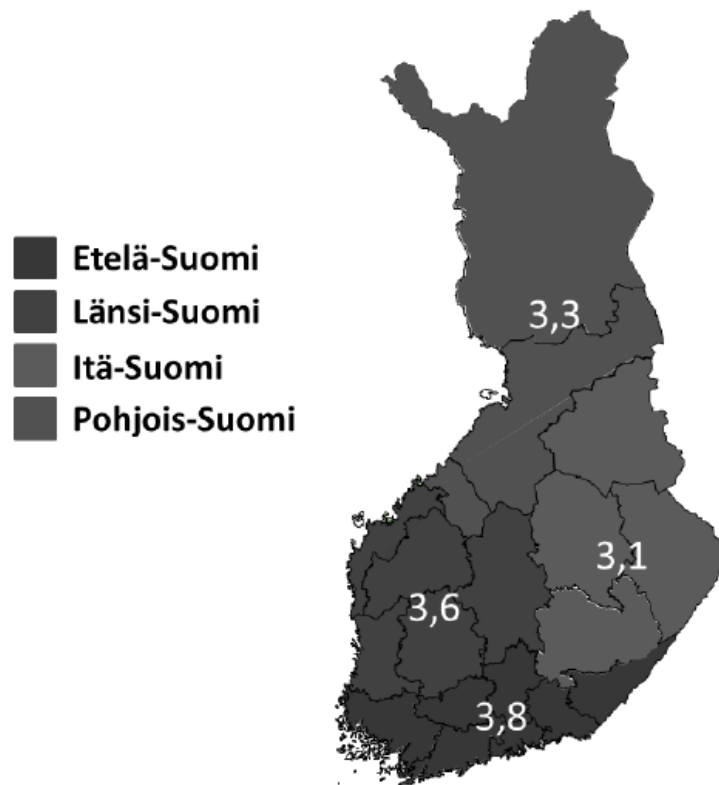 Etelä-Suomi
Länsi-Suomi
Itä-Suomi
Pohjois-Suomi
3,3
3,1
3,6
3,8